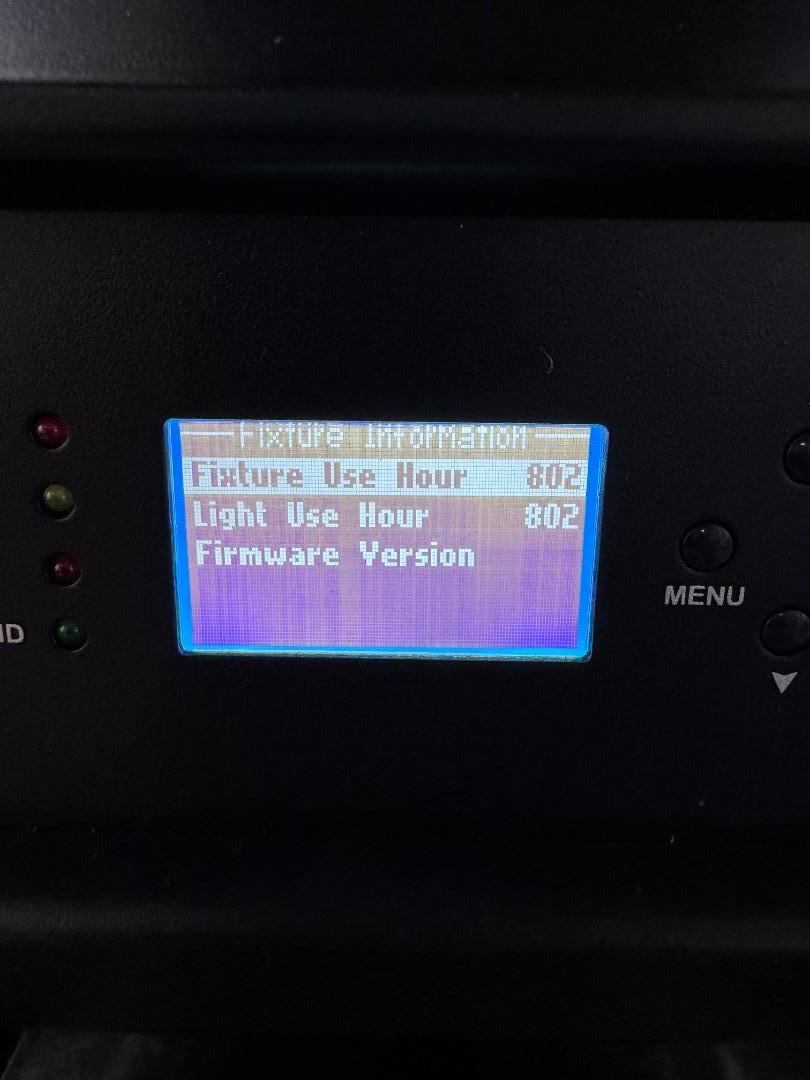 Fixture Information
Fixture Use Hour 802
Light Use Hour 802
Firmware Version
MENU